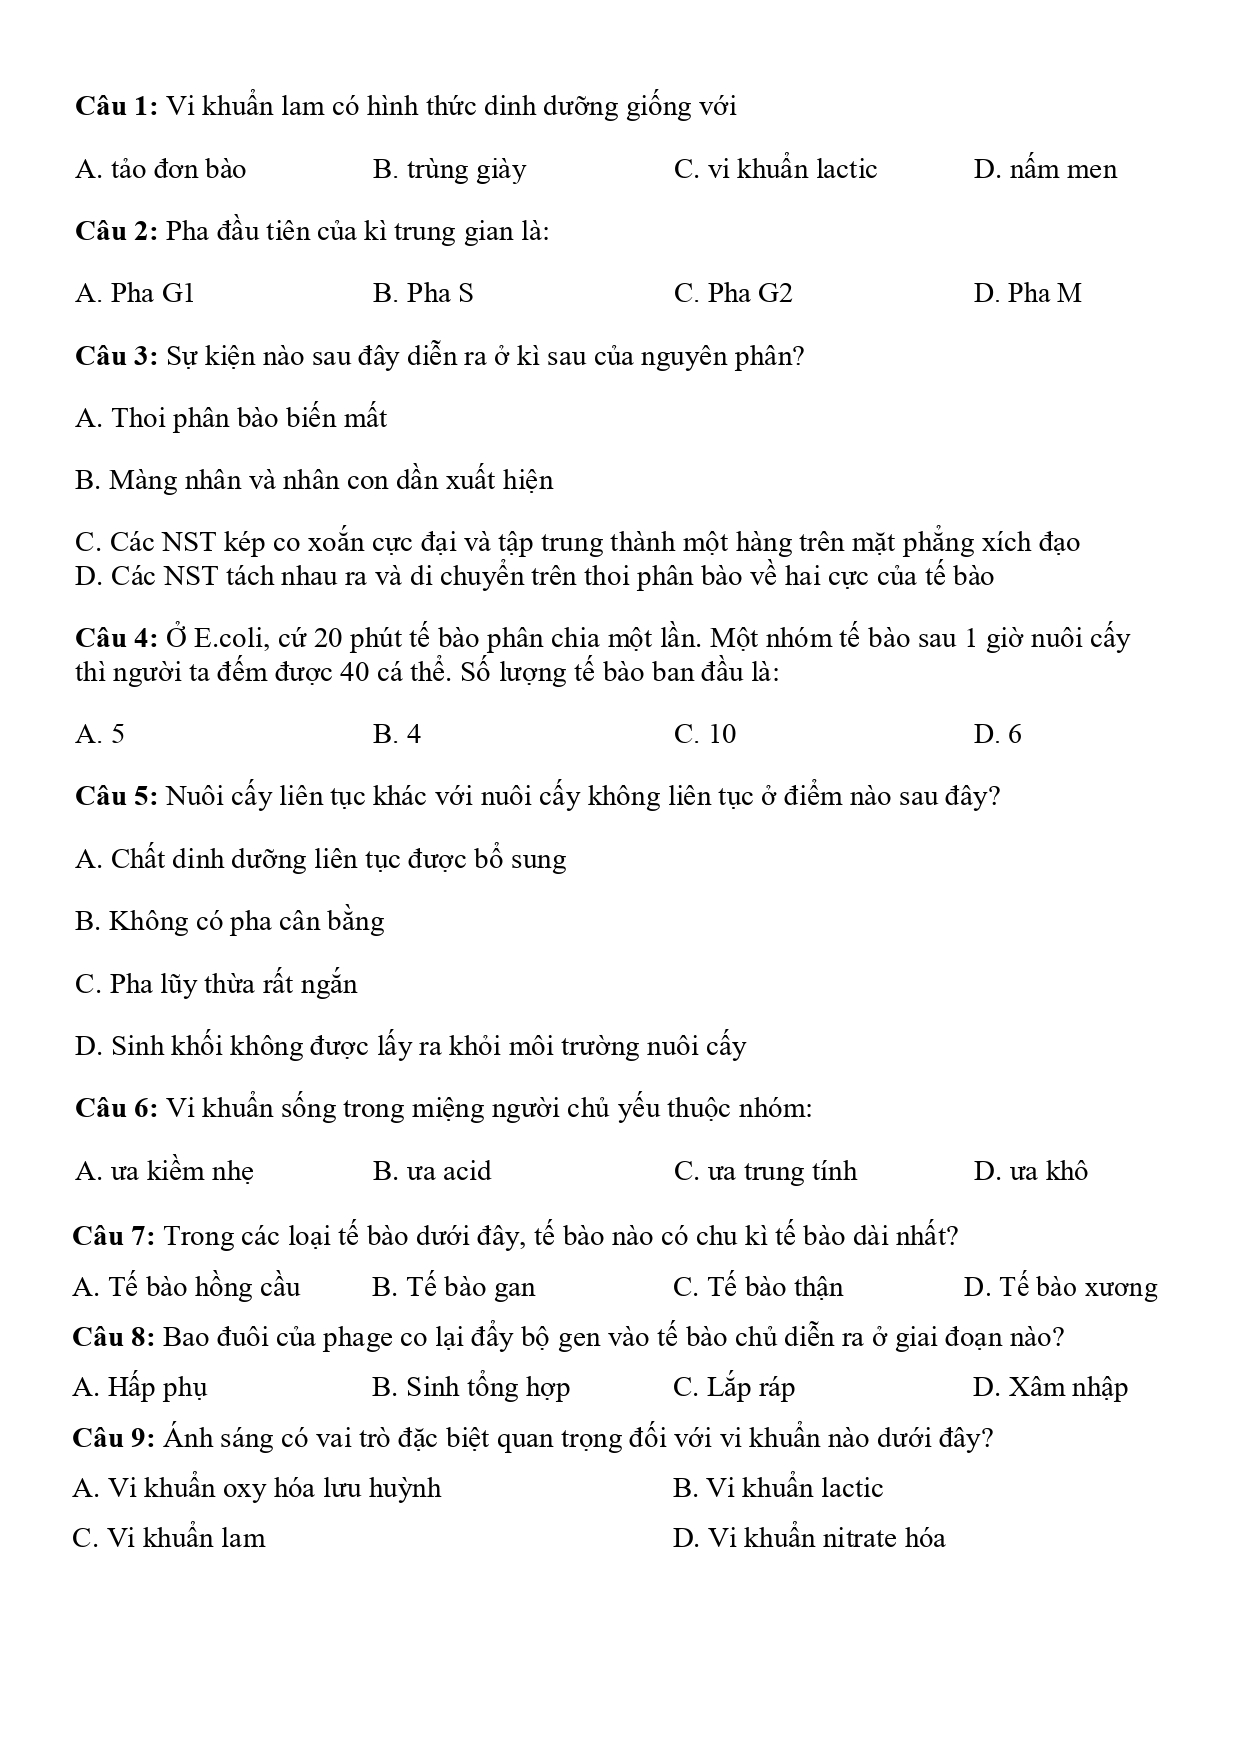 Câu 1: Vi khuẩn lam có hình thức dinh dưỡng giống với
A. tảo đơn bào B. trùng giày C. vi khuẩn lactic D. nấm men
Câu 2: Pha đầu tiên của kì trung gian là:
A. Pha G1 B. Pha S C. Pha G2 D. Pha M
Câu 3: Sự kiện nào sau đây diễn ra ở kì sau của nguyên phân?
A. Thoi phân bào biến mất
B. Màng nhân và nhân con dần xuất hiện
C. Các NST kép co xoắn cực đại và tập trung thành một hàng trên mặt phẳng xích đạo
D. Các NST tách nhau ra và di chuyển trên thoi phân bào về hai cực của tế bào
Câu 4: Ở E.coli, cứ 20 phút tế bào phân chia một lần. Một nhóm tế bào sau 1 giờ nuôi cấy
thì người ta đếm được 40 cá thể. Số lượng tế bào ban đầu là:
A. 5 B. 4 C. 10 D. 6
Câu 5: Nuôi cấy liên tục khác với nuôi cấy không liên tục ở điểm nào sau đây?
A. Chất dinh dưỡng liên tục được bổ sung
B. Không có pha cân bằng
C. Pha lũy thừa rất ngắn
D. Sinh khối không được lấy ra khỏi môi trường nuôi cấy
Câu 6: Vi khuẩn sống trong miệng người chủ yếu thuộc nhóm:
A. ưa kiềm nhẹ B. ưa acid C. ưa trung tính D. ưa khô
Câu 7: Trong các loại tế bào dưới đây, tế bào nào có chu kì tế bào dài nhất?
A. Tế bào hồng cầu B. Tế bào gan C. Tế bào thận D. Tế bào xương
Câu 8: Bao đuôi của phage co lại đẩy bộ gen vào tế bào chủ diễn ra ở giai đoạn nào?
A. Hấp phụ B. Sinh tổng hợp C. Lắp ráp D. Xâm nhập
Câu 9: Ánh sáng có vai trò đặc biệt quan trọng đối với vi khuẩn nào dưới đây?
A. Vi khuẩn oxy hóa lưu huỳnh B. Vi khuẩn lactic
C. Vi khuẩn lam D. Vi khuẩn nitrate hóa